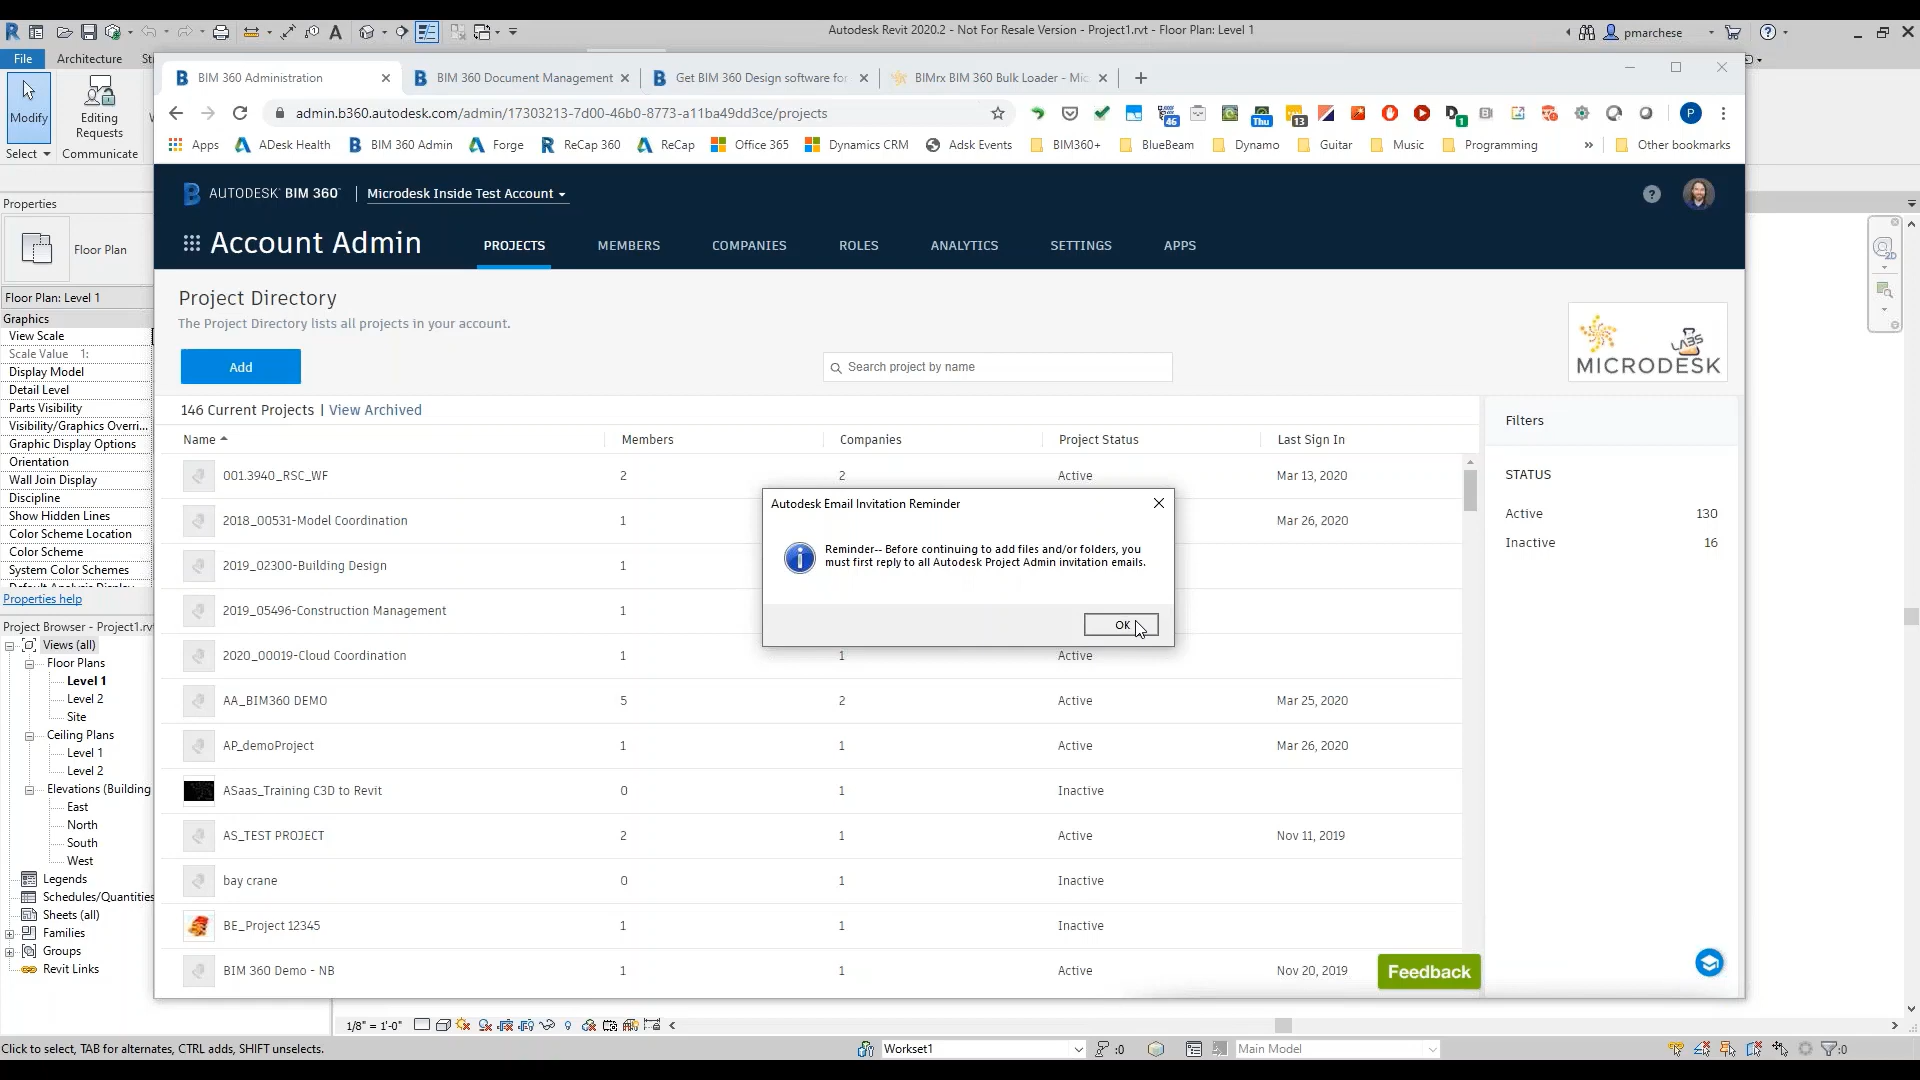 Autodesk Revit 2020.2 - Not For Resale Version - Project1.rvt - Floor Plan: Level 1
pmarchese
File
Architecture
Modify
Editing
Requests
Select
Communicate
BIM 360 Administration
BIM 360 Document Management
Get BIM 360 Design software for
BIMrx BIM 360 Bulk Loader - Mic
admin.b360.autodesk.com/admin/17303213-7d00-46b0-8773-a11ba49dd3ce/projects
46
Thu
13
1
P
Apps
ADesk Health
BIM 360 Admin
Forge
ReCap 360
ReCap
Office 365
Dynamics CRM
Adsk Events
BIM360+
BlueBeam
Dynamo
Guitar
Music
Programming
Other bookmarks
AUTODESK BIM 360
Microdesk Inside Test Account
Account Admin
PROJECTS
MEMBERS
COMPANIES
ROLES
ANALYTICS
SETTINGS
APPS
Project Directory
The Project Directory lists all projects in your account.
Add
Search project by name
LABS
MICRODESK
146 Current Projects | View Archived
Name Members Companies Project Status Last Sign In
001.3940_RSC_WF 2 2 Active Mar 13, 2020
2018_00531-Model Coordination 1 Mar 26, 2020
2019_02300-Building Design 1
2019_05496-Construction Management 1
2020_00019-Cloud Coordination 1 1 Active
AA_BIM360 DEMO 5 2 Active Mar 25, 2020
AP_demoProject 1 1 Active Mar 26, 2020
ASaas_Training C3D to Revit 0 1 Inactive
AS_TEST PROJECT 2 1 Active Nov 11, 2019
bay crane 0 1 Inactive
BE_Project 12345 1 1 Inactive
BIM 360 Demo - NB 1 1 Active Nov 20, 2019
Filters
STATUS
Active 130
Inactive 16
Feedback
Autodesk Email Invitation Reminder
Reminder-- Before continuing to add files and/or folders, you
must first reply to all Autodesk Project Admin invitation emails.
OK
Properties
Floor Plan
Floor Plan: Level 1
Graphics
View Scale
Scale Value 1:
Display Model
Detail Level
Parts Visibility
Visibility/Graphics Overri...
Graphic Display Options
Orientation
Wall Join Display
Discipline
Show Hidden Lines
Color Scheme Location
Color Scheme
System Color Schemes
Properties help
Project Browser - Project1.rv
Views (all)
Floor Plans
Level 1
Level 2
Site
Ceiling Plans
Level 1
Level 2
Elevations (Building
East
North
South
West
Legends
Schedules/Quantities
Sheets (all)
Families
Groups
Revit Links
1/8" = 1'-0"
Click to select, TAB for alternates, CTRL adds, SHIFT unselects.
Workset1
:0
Main Model
:0